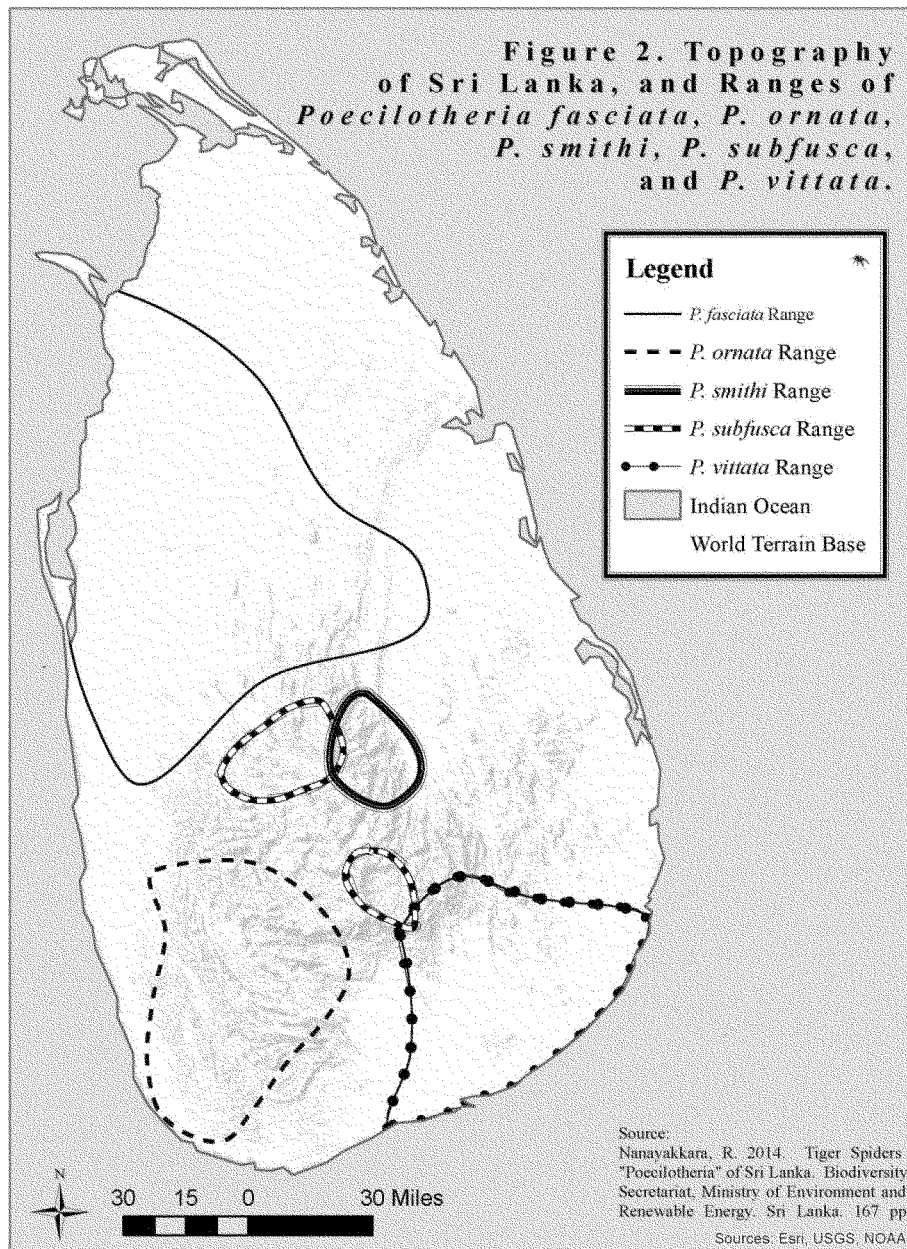 Figure 2. Topography
of Sri Lanka, and Ranges of
Poecilotheria fasciata, P. ornata,
P. smithi, P. subfusca,
and P. vittata.
Legend
P. fasciata Range
P. ornata Range
P. smithi Range
P. subfusca Range
P. vittata Range
Indian Ocean
World Terrain Base
Source:
Nanayakkara, R. 2014. Tiger Spiders
"Poecilotheria" of Sri Lanka. Biodiversity
Secretariat, Ministry of Environment and
Renewable Energy. Sri Lanka. 167 pp
Sources: Esri, USGS, NOAA
N
30 15 0 30 Miles